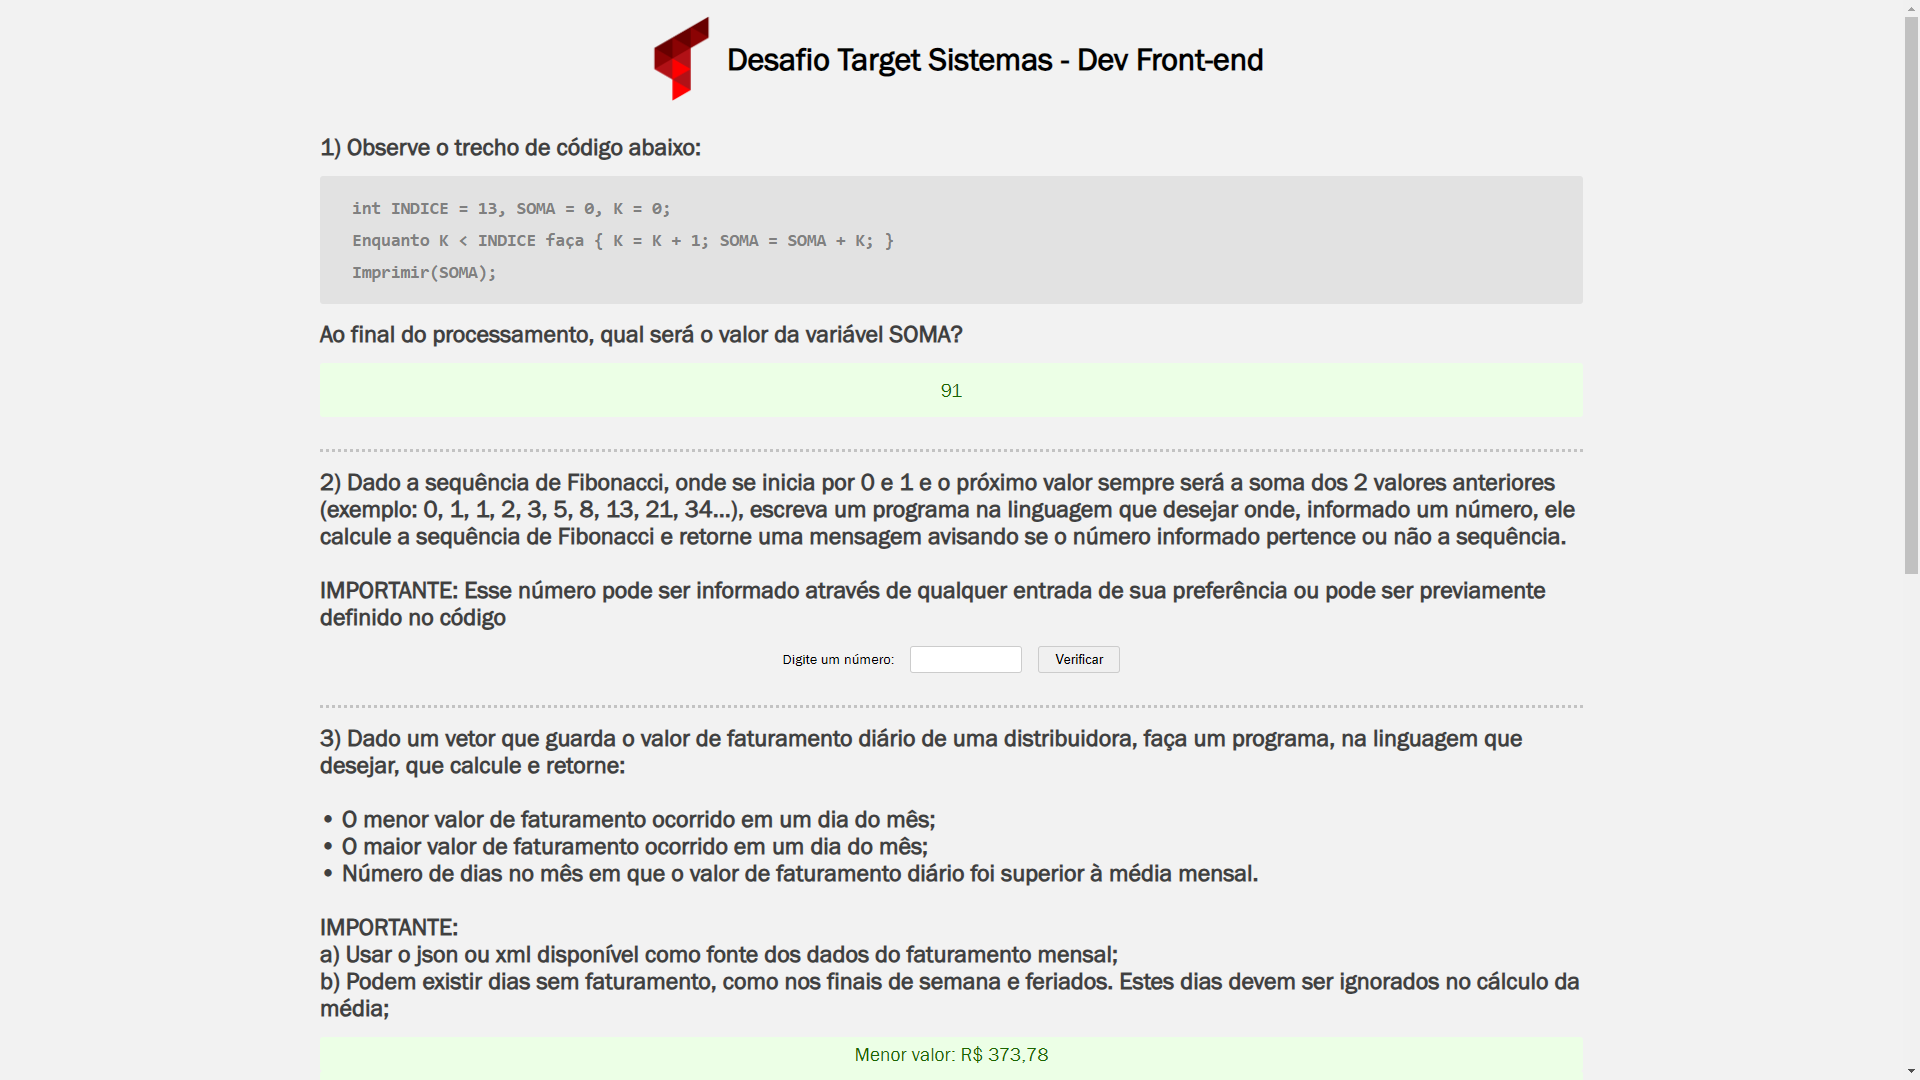 Desafio Target Sistemas - Dev Front-end
1) Observe o trecho de código abaixo:
int INDICE = 13, SOMA = 0, K = 0;
Enquanto K < INDICE faça { K = K + 1; SOMA = SOMA + K; }
Imprimir(SOMA);
Ao final do processamento, qual será o valor da variável SOMA?
91
2) Dado a sequência de Fibonacci, onde se inicia por 0 e 1 e o próximo valor sempre será a soma dos 2 valores anteriores
(exemplo: 0, 1, 1, 2, 3, 5, 8, 13, 21, 34...), escreva um programa na linguagem que desejar onde, informado um número, ele
calcule a sequência de Fibonacci e retorne uma mensagem avisando se o número informado pertence ou não a sequência.
IMPORTANTE: Esse número pode ser informado através de qualquer entrada de sua preferência ou pode ser previamente
definido no código
Digite um número:
Verificar
3) Dado um vetor que guarda o valor de faturamento diário de uma distribuidora, faça um programa, na linguagem que
desejar, que calcule e retorne:
• O menor valor de faturamento ocorrido em um dia do mês;
• O maior valor de faturamento ocorrido em um dia do mês;
• Número de dias no mês em que o valor de faturamento diário foi superior à média mensal.
IMPORTANTE:
a) Usar o json ou xml disponível como fonte dos dados do faturamento mensal;
b) Podem existir dias sem faturamento, como nos finais de semana e feriados. Estes dias devem ser ignorados no cálculo da
média;
Menor valor: R$ 373,78